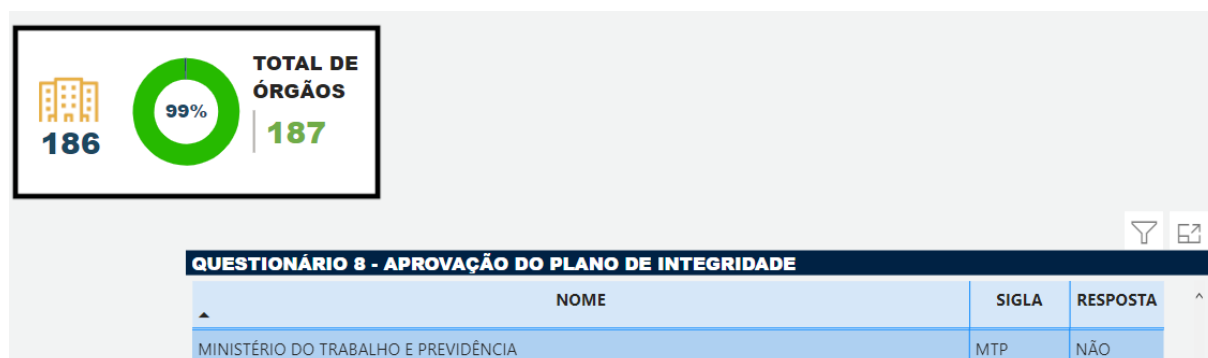 TOTAL DE
ÓRGÃOS
99%
186
187
QUESTIONÁRIO 8 - APROVAÇÃO DO PLANO DE INTEGRIDADE
NOME SIGLA RESPOSTA
MINISTÉRIO DO TRABALHO E PREVIDÊNCIA MTP NÃO